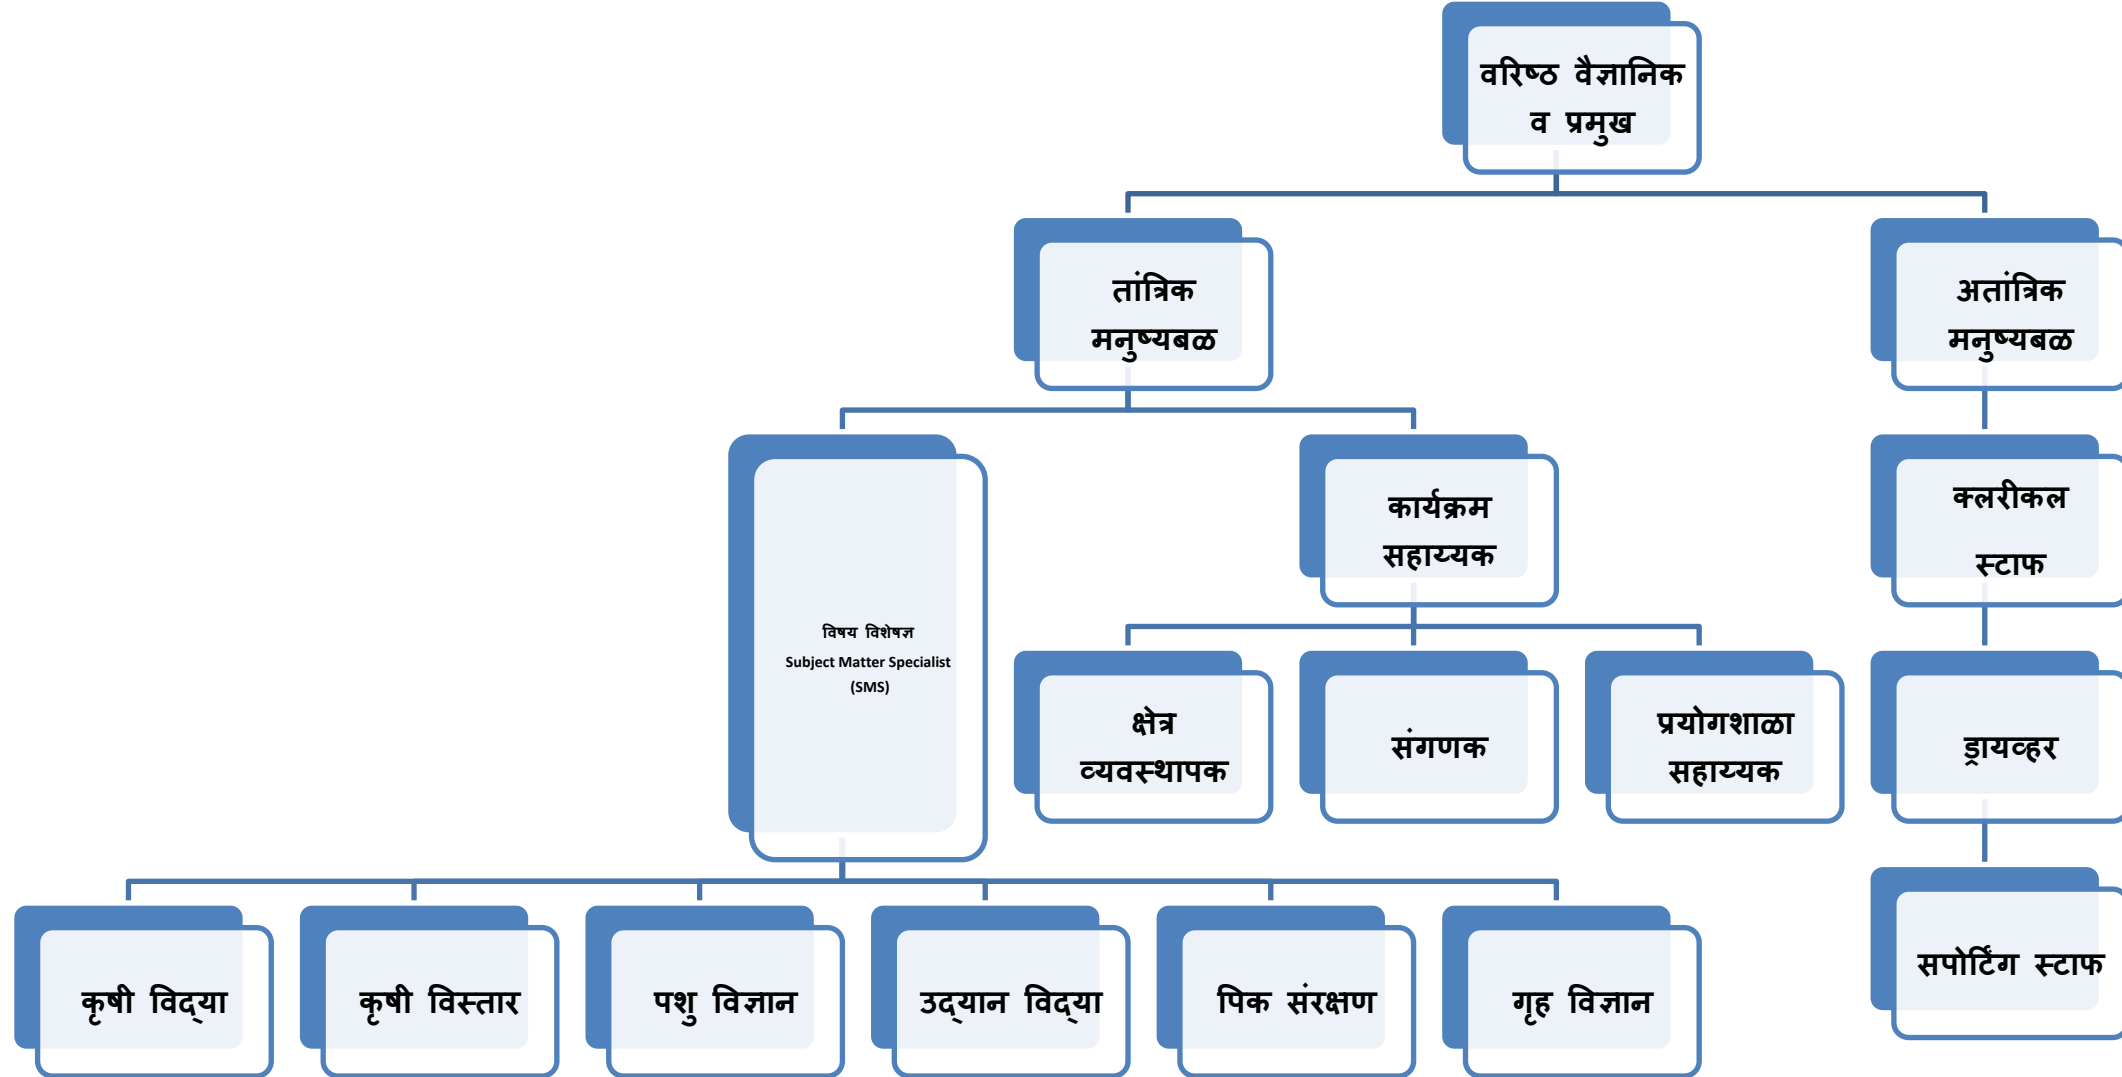 वरिष्ठ वैज्ञानिक
व प्रमुख
तांत्रिक
मनुष्यबळ
अतांत्रिक
मनुष्यबळ
विषय विशेषज्ञ
Subject Matter Specialist
(SMS)
कार्यक्रम
सहाय्यक
क्लरीकल
स्टाफ
क्षेत्र
व्यवस्थापक
संगणक
प्रयोगशाळा
सहाय्यक
ड्रायव्हर
कृषी विद्‌या
कृषी विस्तार
पशु विज्ञान
उद्‌यान विद्‌या
पिक संरक्षण
गृह विज्ञान
सपोर्टिंग स्टाफ